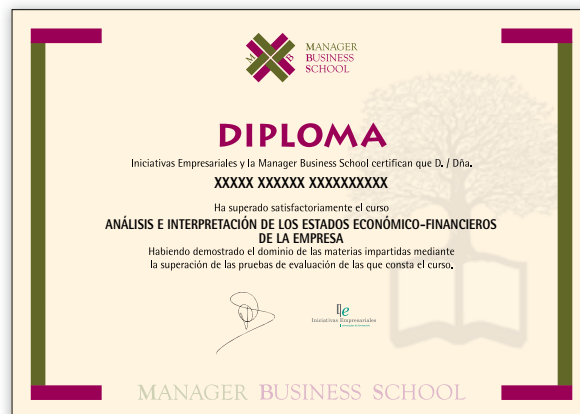 M B
MANAGER
BUSINESS
SCHOOL
DIPLOMA
Iniciativas Empresariales y la Manager Business School certifican que D. / Dña.
XXXXX XXXXXX XXXXXXXXXX
Ha superado satisfactoriamente el curso
ANÁLISIS E INTERPRETACIÓN DE LOS ESTADOS ECONÓMICO-FINANCIEROS
DE LA EMPRESA
Habiendo demostrado el dominio de las materias impartidas mediante
la superación de las pruebas de evaluación de las que consta el curso.
Iniciativas Empresariales
MANAGER BUSINESS SCHOOL